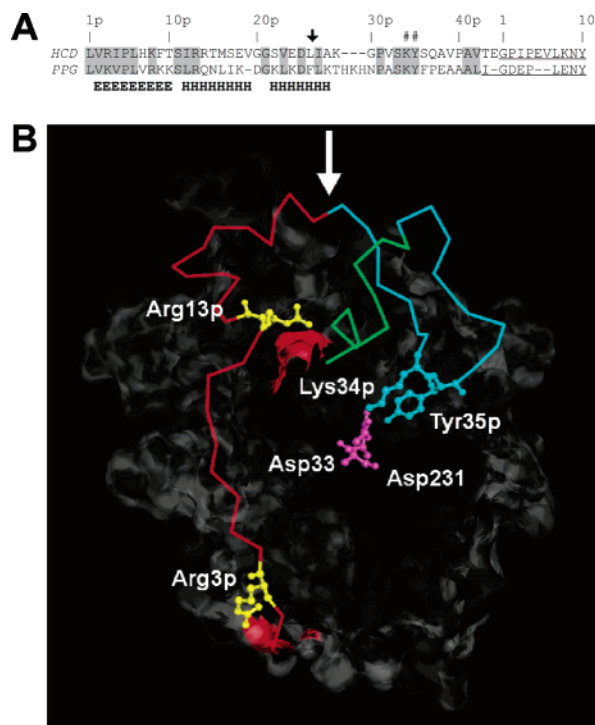 A
1p 10p 20p 30p 40p 1 10
# #
HCD LVRIPLHKFTSIRRTMSEVGGSVEDLIAK---GPVSKYSQAVPAVTEGPIPEVLKNY
PPG LVKVPLVRKKSLRQNLIK-DGKLKDFLKTHKHNPASKYFPEAAALI-GDEP--LENY
EEEEEEEEE HHHHHHHH HHHHHHH
B
Arg13p
Lys34p
Tyr35p
Asp33
Asp231
Arg3p